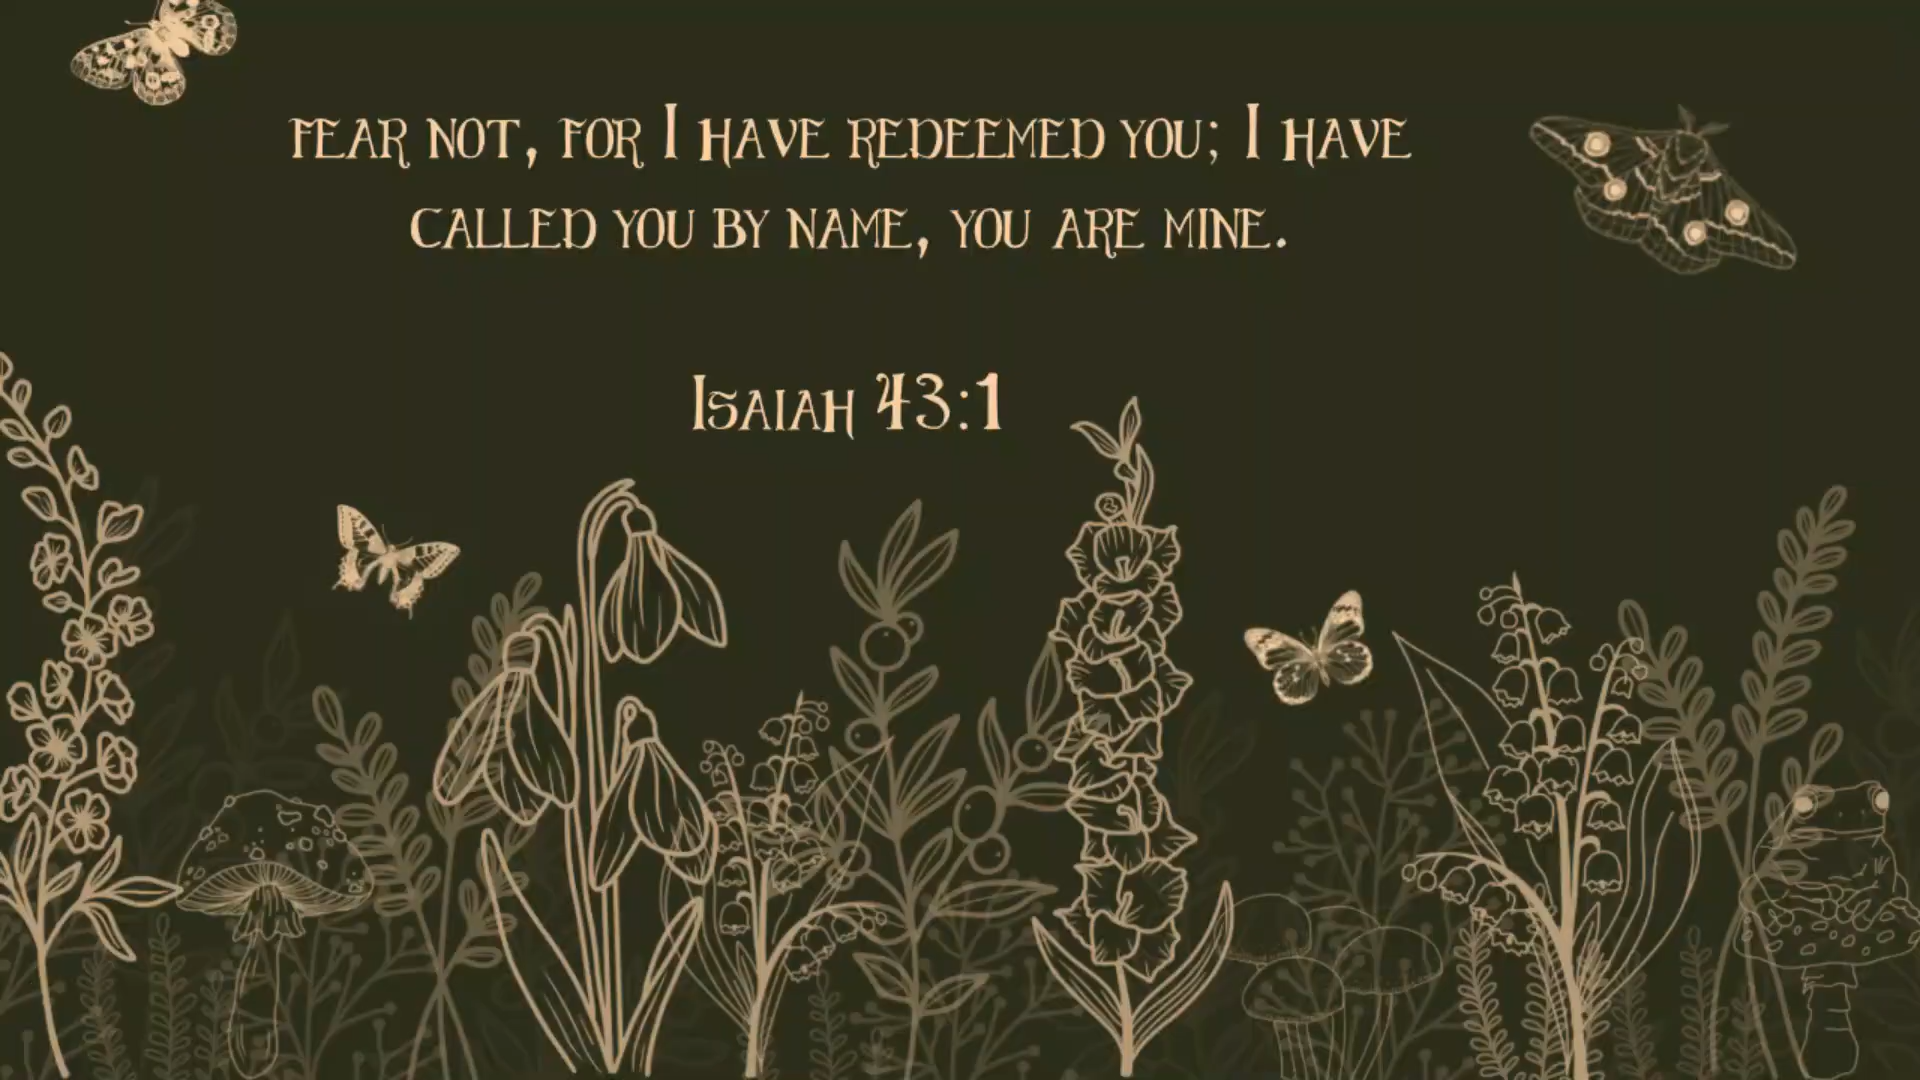 fear not, for I have redeemed you; I have
called you by name, you are mine.
Isaiah 43:1